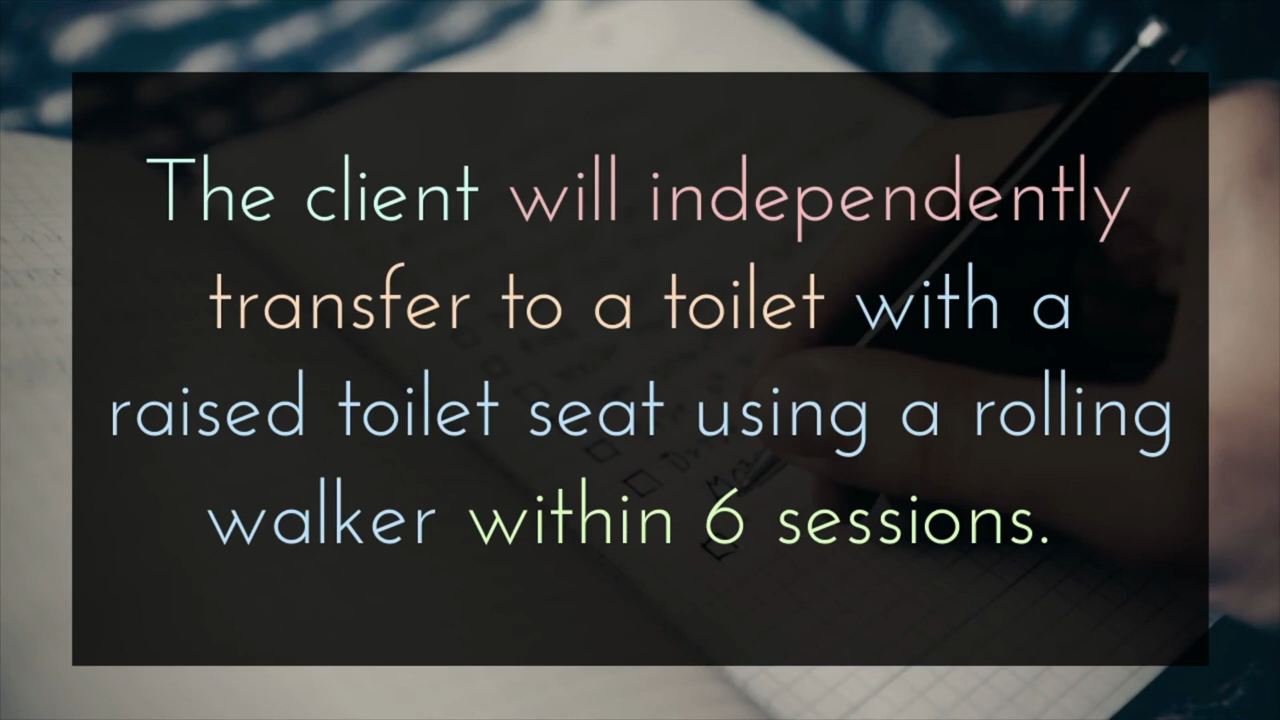 The client will independently
transfer to a toilet with a
raised toilet seat using a rolling
walker within 6 sessions.